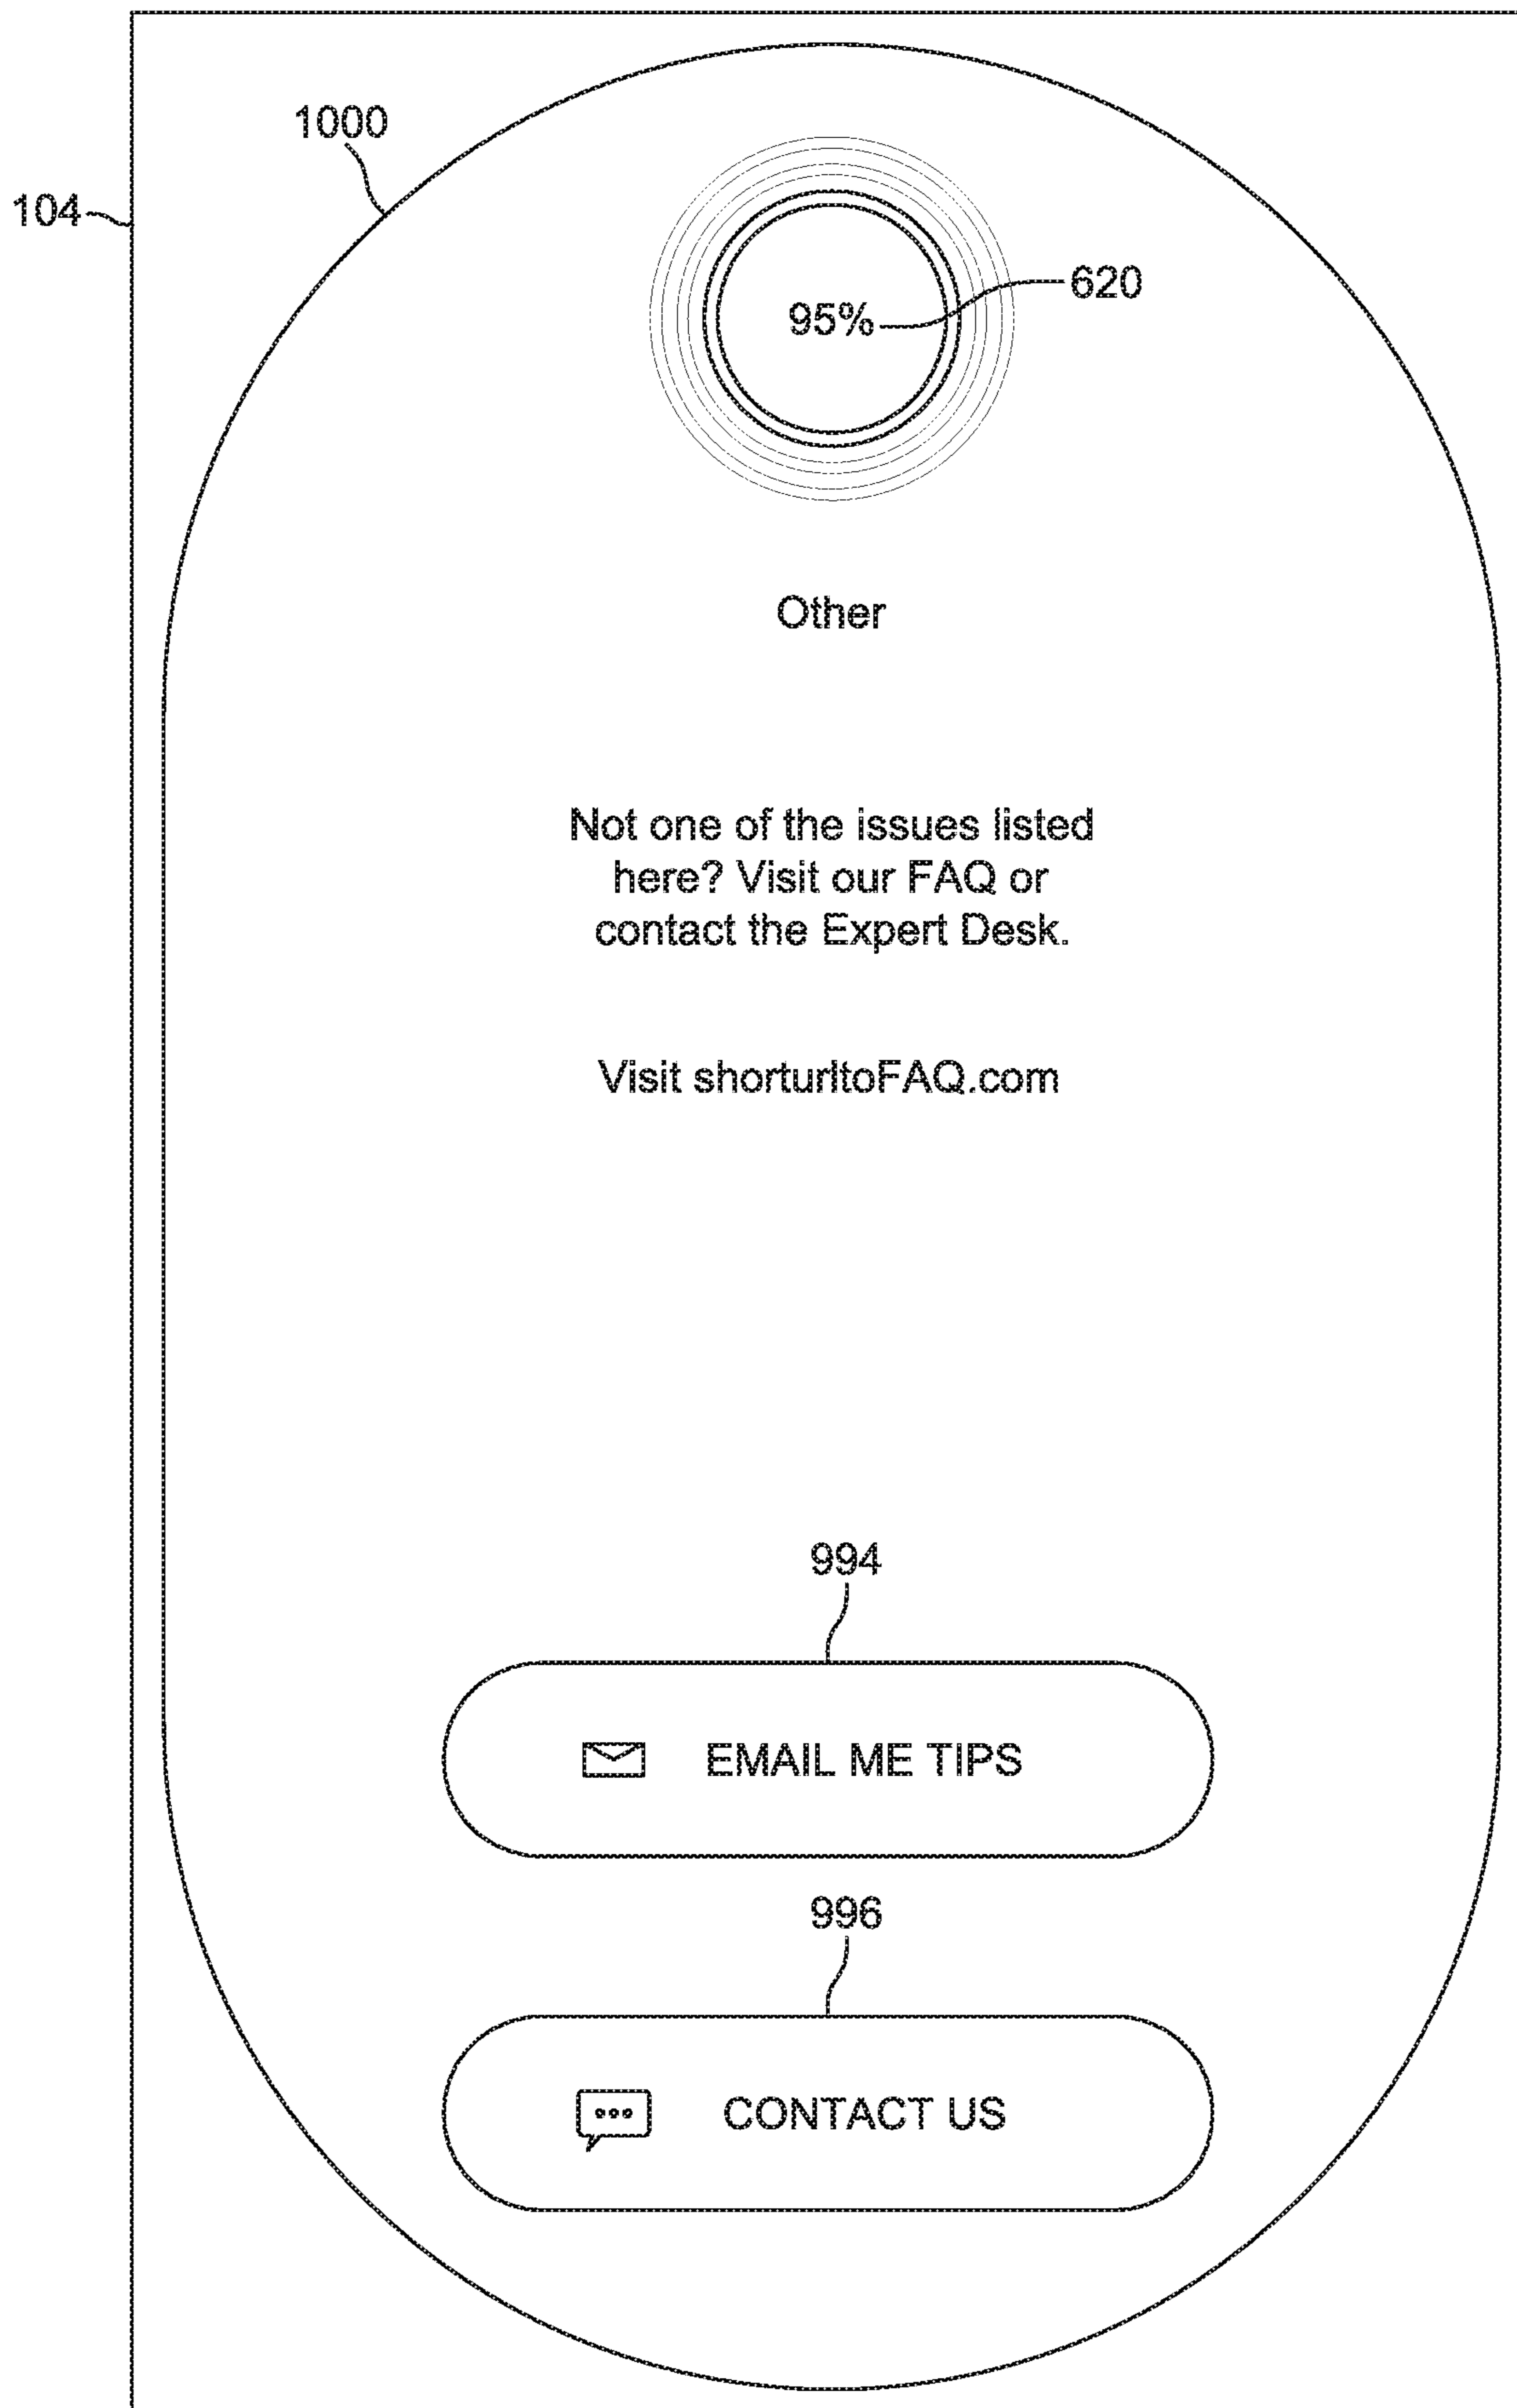 1000
104
620
95%
Other
Not one of the issues listed
here? Visit our FAQ or
contact the Expert Desk.
Visit shorturltoFAQ.com
994
EMAIL ME TIPS
996
CONTACT US